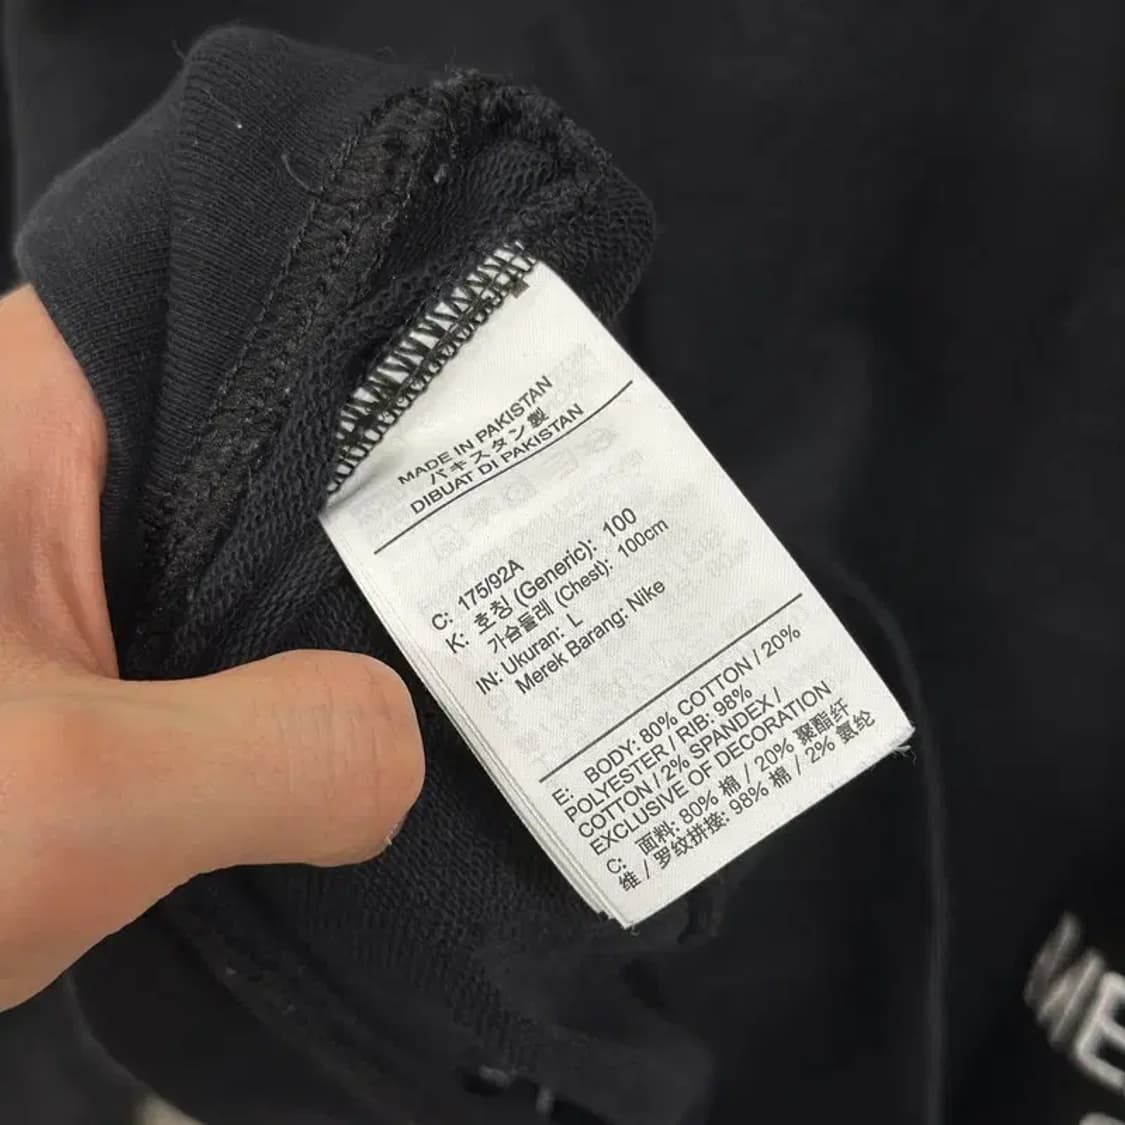 MADE IN PAKISTAN
パキスタン製
DIBUAT DI PAKISTAN
C: 175/92A
K: 호칭 (Generic): 100
가슴둘레 (Chest): 100cm
IN: Ukuran: L
Merek Barang: Nike
E: BODY: 80% COTTON / 20%
POLYESTER / RIB: 98%
COTTON / 2% SPANDEX /
EXCLUSIVE OF DECORATION
C: 面料: 80% 棉 / 20% 聚酯纤
维 / 罗纹拼接: 98% 棉 / 2% 氨纶
ME